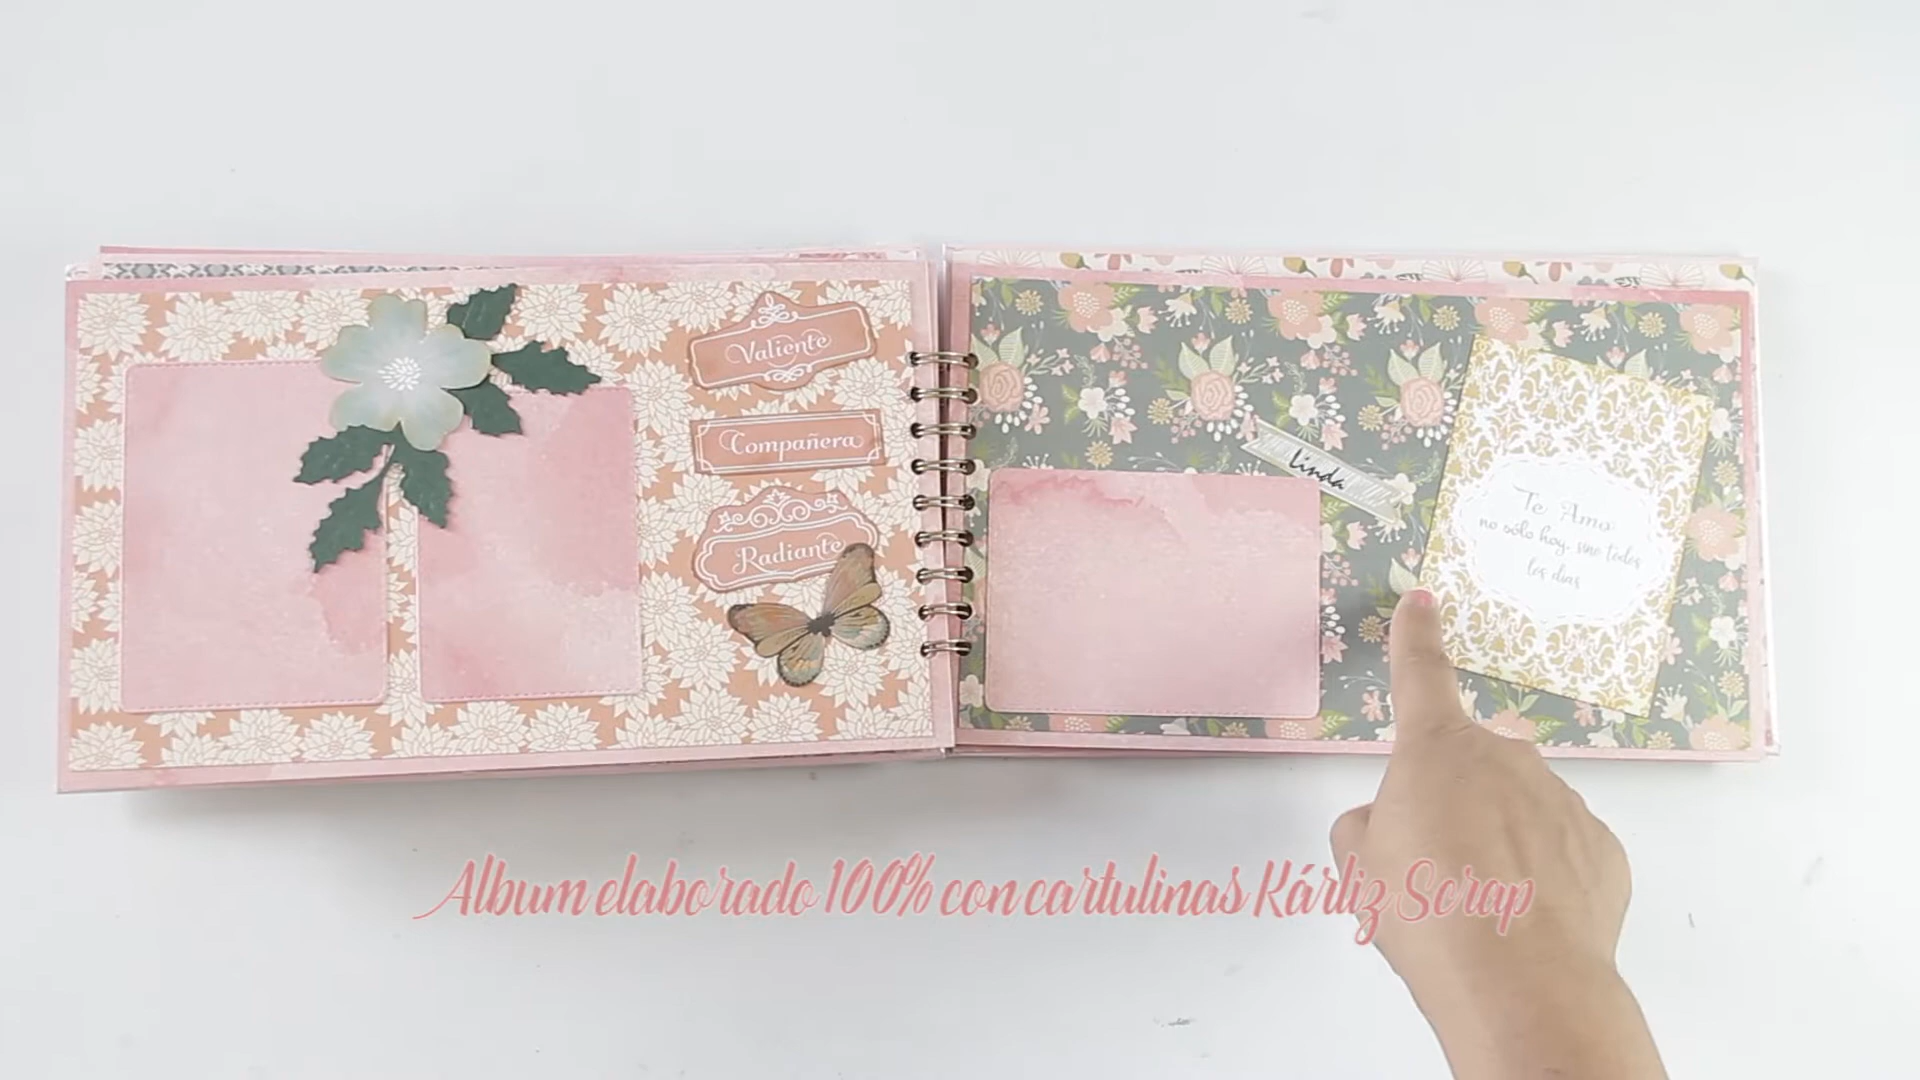 Valiente
Compañera
Radiante
linda
Te Amo
no sólo hoy, sino todos
los días
Album elaborado 100% con cartulinas Kárliz Scrap